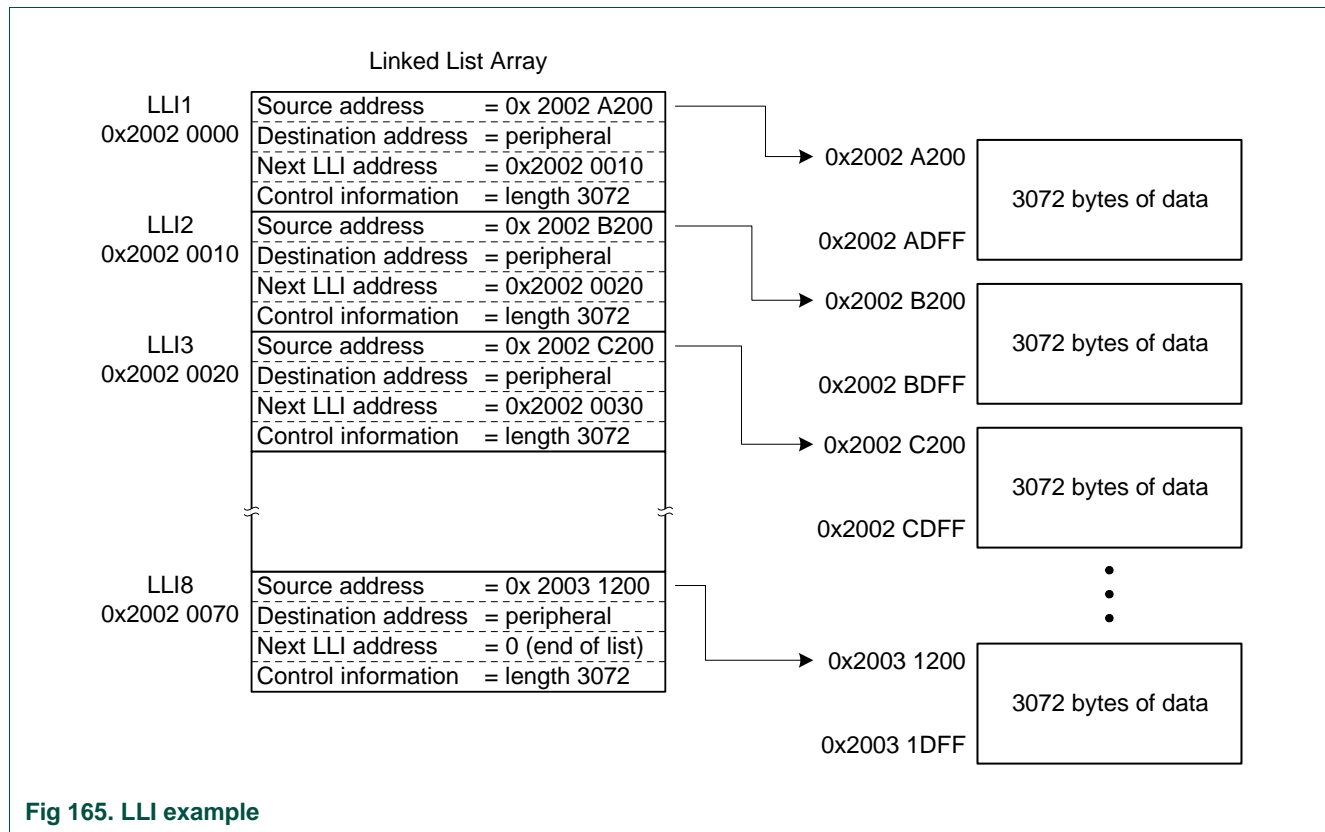 Linked List Array
LLI1
0x2002 0000
Source address = 0x 2002 A200
Destination address = peripheral
Next LLI address = 0x2002 0010
Control information = length 3072
LLI2
0x2002 0010
Source address = 0x 2002 B200
Destination address = peripheral
Next LLI address = 0x2002 0020
Control information = length 3072
LLI3
0x2002 0020
Source address = 0x 2002 C200
Destination address = peripheral
Next LLI address = 0x2002 0030
Control information = length 3072
LLI8
0x2002 0070
Source address = 0x 2003 1200
Destination address = peripheral
Next LLI address = 0 (end of list)
Control information = length 3072
0x2002 A200
3072 bytes of data
0x2002 ADFF
0x2002 B200
3072 bytes of data
0x2002 BDFF
0x2002 C200
3072 bytes of data
0x2002 CDFF
0x2003 1200
3072 bytes of data
0x2003 1DFF
Fig 165. LLI example